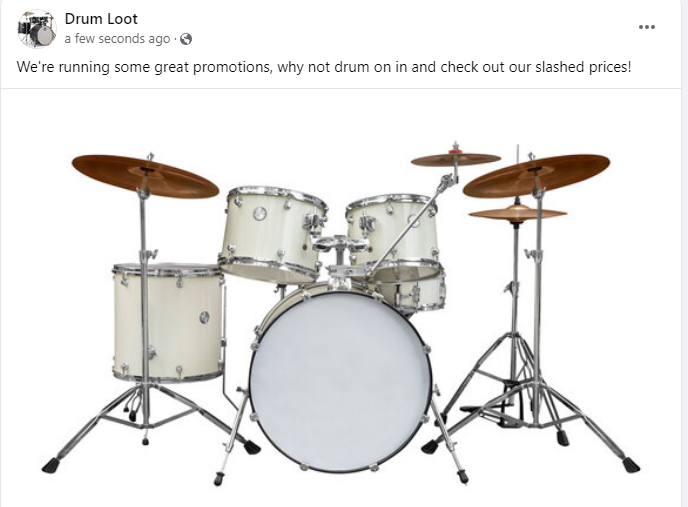 Drum Loot
a few seconds ago ·
We're running some great promotions, why not drum on in and check out our slashed prices!